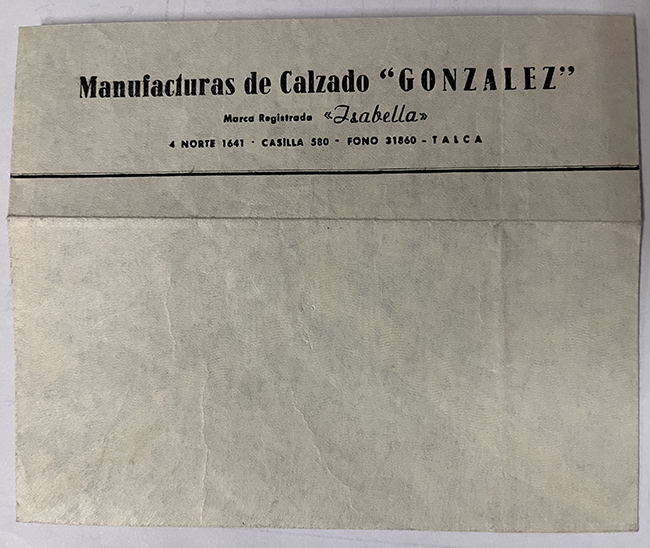 Manufacturas de Calzado “GONZALEZ”
Marca Registrada «Isabella»
4 NORTE 1641 - CASILLA 580 - FONO 31860 - TALCA